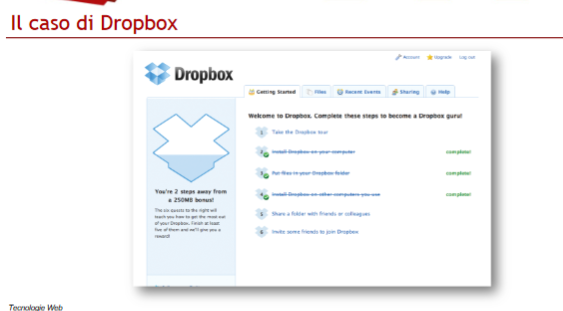 Il caso di Dropbox
Account Upgrade Log out
Dropbox
Getting Started Files Recent Events Sharing Help
Welcome to Dropbox. Complete these steps to become a Dropbox guru!
1 Take the Dropbox tour
2 Install Dropbox on your computer complete!
3 Put files in your Dropbox folder complete!
4 Install Dropbox on other computers you use complete!
5 Share a folder with friends or colleagues
6 Invite some friends to join Dropbox
You're 2 steps away from
a 250MB bonus!
The six quests to the right will
teach you how to get the most out
of your Dropbox. Finish at least
five of them and we'll give you a
reward!
Tecnologie Web